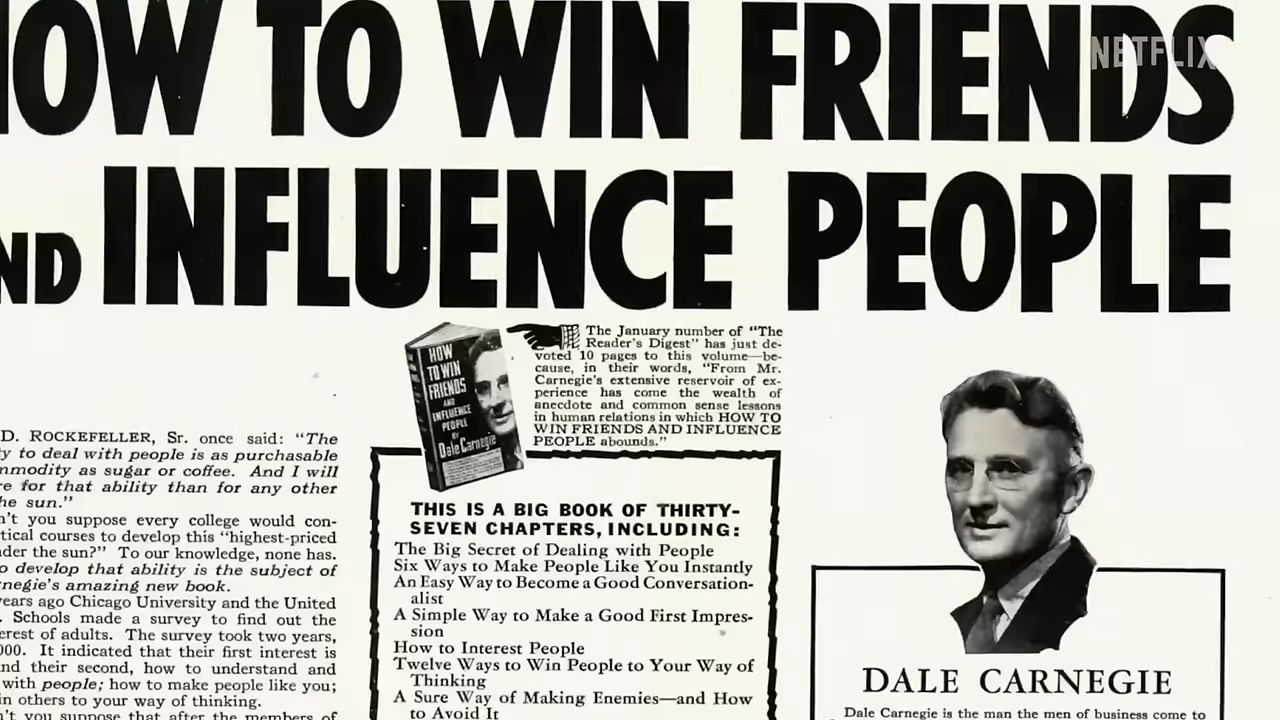 HOW TO WIN FRIENDS
NETFLIX
AND INFLUENCE PEOPLE
D. ROCKEFELLER, Sr. once said: "The
to deal with people is as purchasable
as sugar or coffee. And I will
for that ability than for any other
sun."
you suppose every college would con-
courses to develop this "highest-priced
under the sun?" To our knowledge, none has.
develop that ability is the subject of
Carnegie's amazing new book.
years ago Chicago University and the United
Schools made a survey to find out the
of adults. The survey took two years,
It indicated that their first interest is
and their second, how to understand and
with people; how to make people like you;
others to your way of thinking.
you suppose that after the members of
HOW
TO WIN
FRIENDS
AND
INFLUENCE
PEOPLE
BY
Dale Carnegie
The January number of "The
Reader's Digest" has just de-
voted 10 pages to this volume—be-
cause, in their words, "From Mr.
Carnegie's extensive reservoir of ex-
perience has come the wealth of
anecdote and common sense lessons
in human relations in which HOW TO
WIN FRIENDS AND INFLUENCE
PEOPLE abounds."
THIS IS A BIG BOOK OF THIRTY-
SEVEN CHAPTERS, INCLUDING:
The Big Secret of Dealing with People
Six Ways to Make People Like You Instantly
An Easy Way to Become a Good Conversation-
alist
A Simple Way to Make a Good First Impres-
sion
How to Interest People
Twelve Ways to Win People to Your Way of
Thinking
A Sure Way of Making Enemies—and How
to Avoid It
DALE CARNEGIE
Dale Carnegie is the man the men of business come to